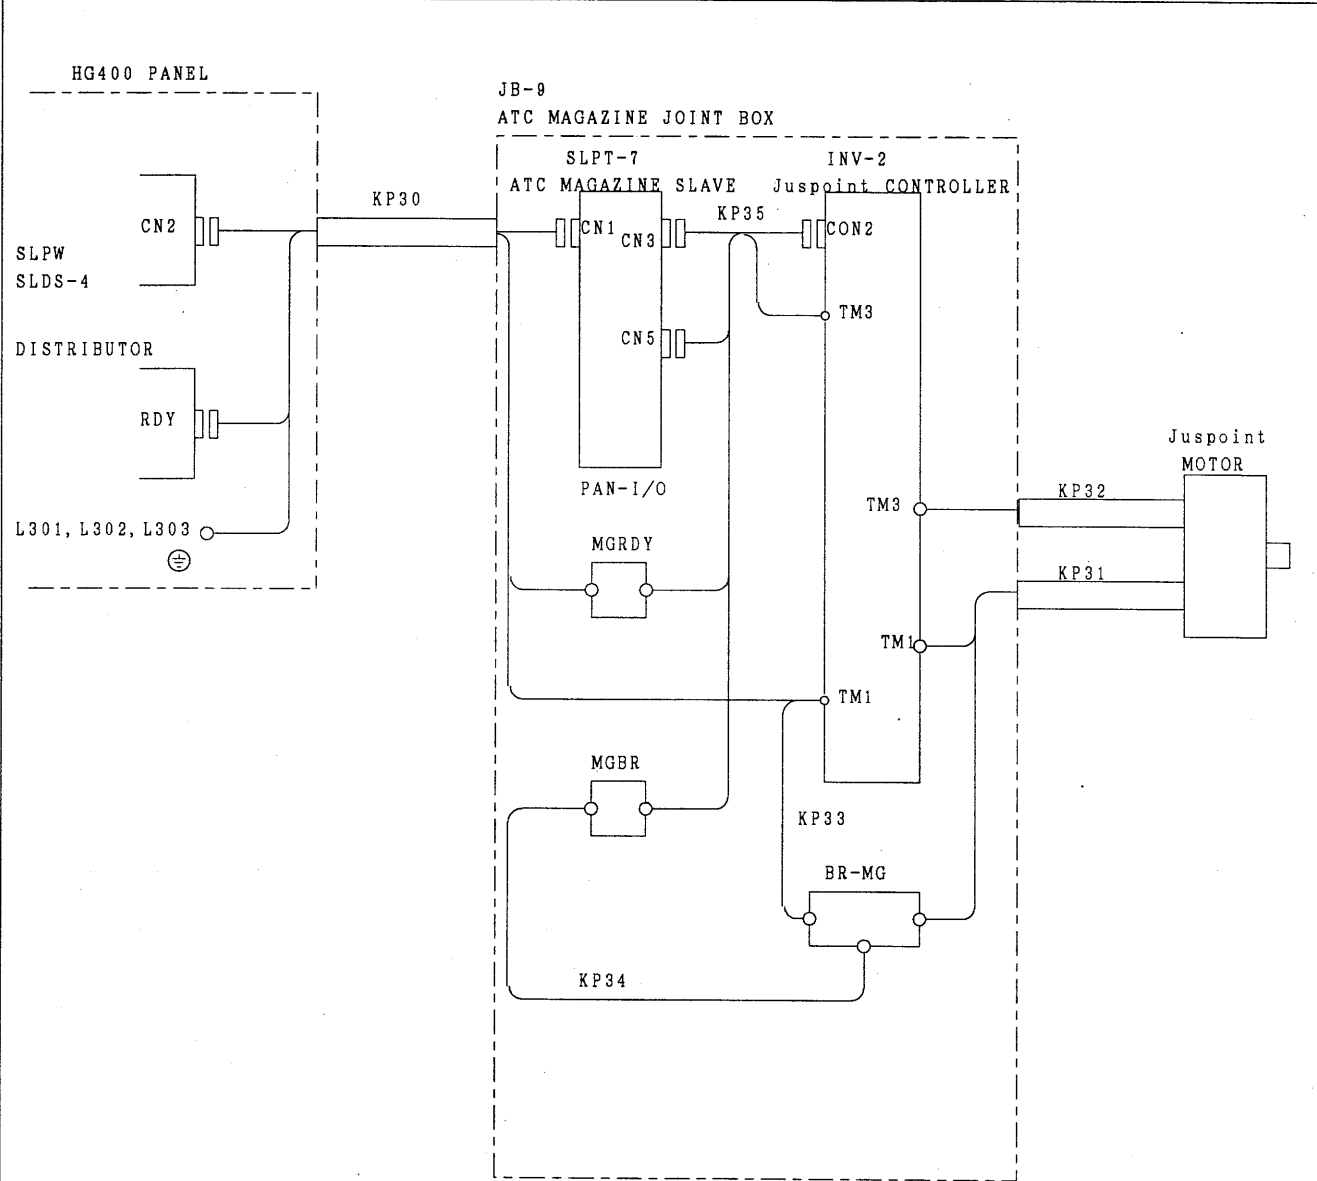 HG400 PANEL
JB-9
ATC MAGAZINE JOINT BOX
SLPT-7
INV-2
ATC MAGAZINE SLAVE
Juspoint CONTROLLER
KP30
KP35
CN2
CN1
CN3
CON2
SLPW
SLDS-4
TM3
CN5
DISTRIBUTOR
RDY
Juspoint
MOTOR
PAN-I/O
KP32
TM3
L301, L302, L303
MGRDY
KP31
TM1
TM1
MGBR
KP33
BR-MG
KP34